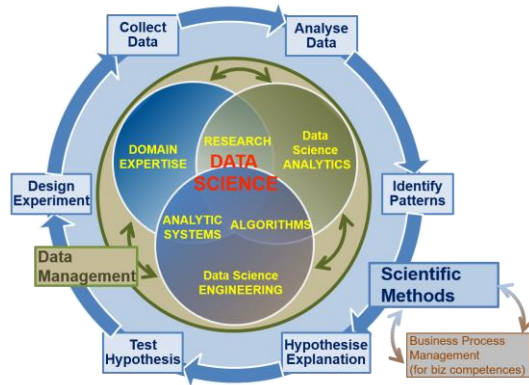 Collect
Data
Analyse
Data
RESEARCH
DOMAIN
EXPERTISE
Data
Science
ANALYTICS
DATA
SCIENCE
Design
Experiment
Identify
Patterns
ANALYTIC
SYSTEMS
ALGORITHMS
Data
Management
Data Science
ENGINEERING
Scientific
Methods
Test
Hypothesis
Hypothesise
Explanation
Business Process
Management
(for biz competences)